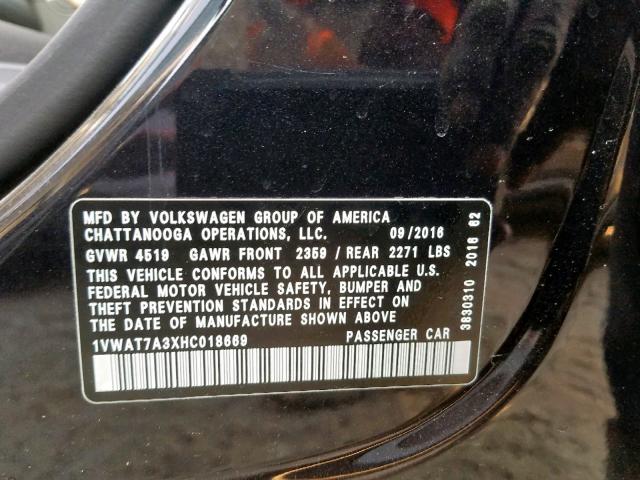 MFD BY VOLKSWAGEN GROUP OF AMERICA
CHATTANOOGA OPERATIONS, LLC. 09/2016
GVWR 4519 GAWR FRONT 2359 / REAR 2271 LBS
THIS VEHICLE CONFORMS TO ALL APPLICABLE U.S.
FEDERAL MOTOR VEHICLE SAFETY, BUMPER AND
THEFT PREVENTION STANDARDS IN EFFECT ON
THE DATE OF MANUFACTURE SHOWN ABOVE
1VWAT7A3XHC018669 PASSENGER CAR
3830310 2016 62